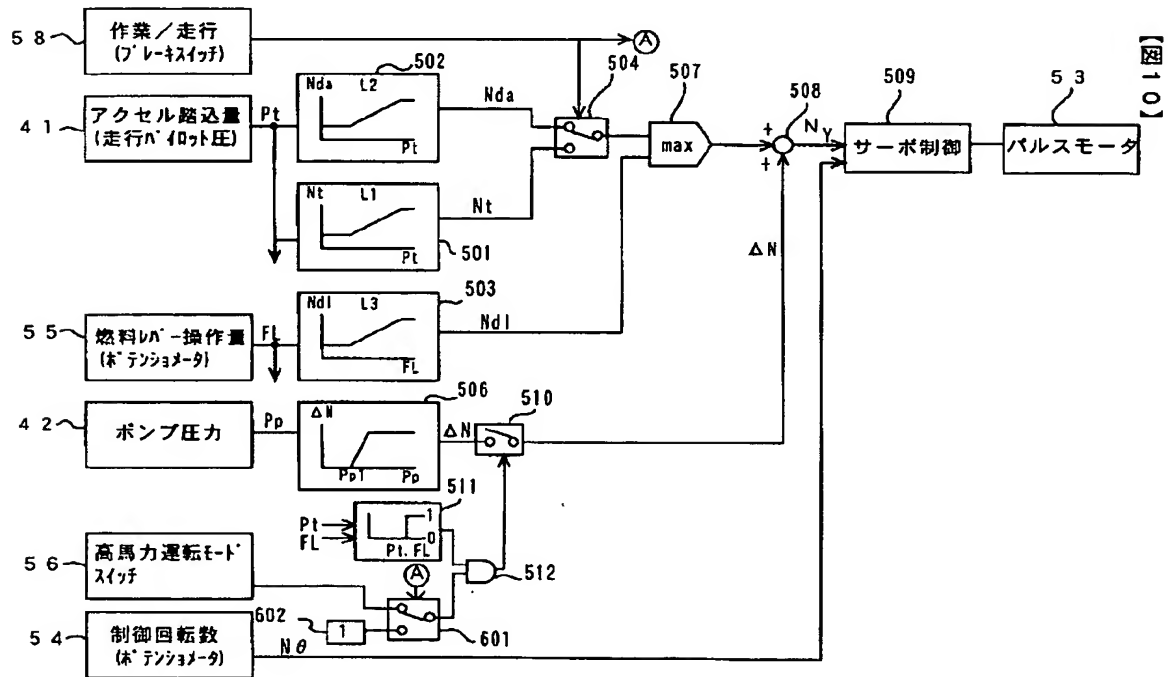 【図10】
58
作業／走行
(ブレーキスイッチ)
A
502
Nda
L2
Pt
Nda
504
507
max
508
+
+
Ny
509
サーボ制御
53
パルスモータ
41
アクセル踏込量
(走行パイロット圧)
Pt
Nt
L1
Pt
Nt
501
ΔN
503
55
燃料レバー操作量
(ポテンショメータ)
FL
Ndl
L3
FL
Ndl
506
42
ポンプ圧力
Pp
ΔN
Pp1
Pp
ΔN
510
511
Pt
FL
1
0
Pt. FL
512
56
高馬力運転モード
スイッチ
A
602
1
601
54
制御回転数
(ポテンショメータ)
Nθ